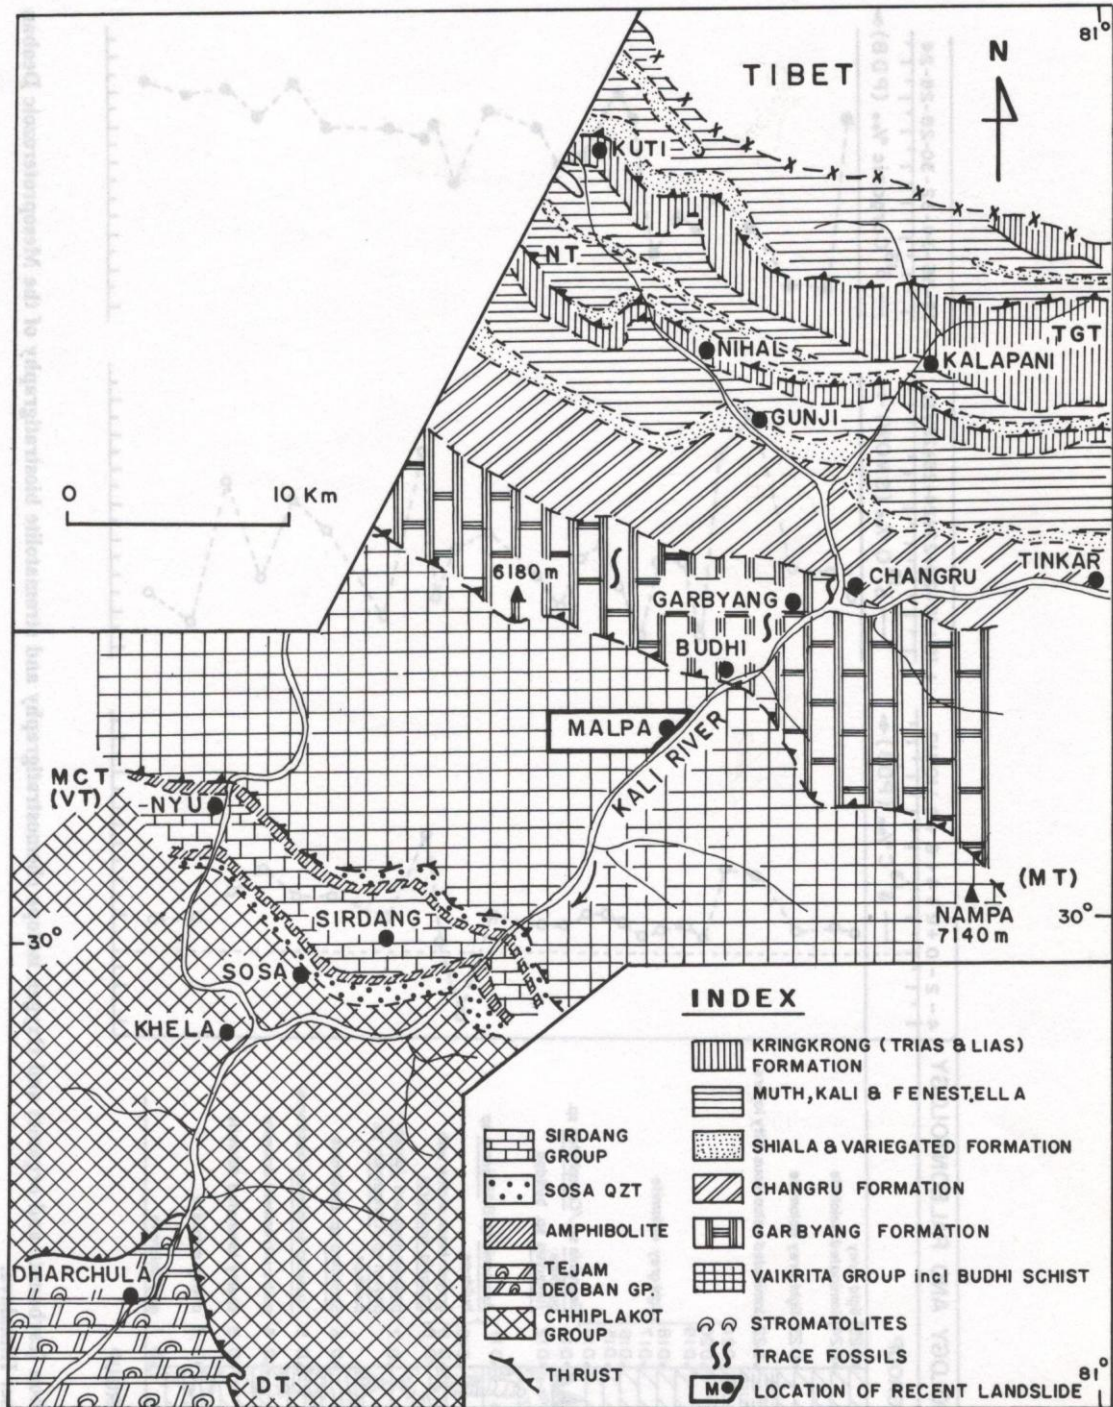 81°
TIBET
N
KUTI
NT
TGT
NIHAL
KALAPANI
GUNJI
0 10 Km
6180 m
CHANGRU
TINKAR
GARBYANG
BUDHI
MALPA
KALI RIVER
MCT
(VT)
NYU
(MT)
NAMPA
7140 m
30°
SIRDANG
30°
SOSA
KHELA
DHARCHULA
DT
INDEX
KRINGKRONG (TRIAS & LIAS)
FORMATION
MUTH, KALI & FENESTELLA
SHIALA & VARIEGATED FORMATION
CHANGRU FORMATION
GARBYANG FORMATION
VAIKRITA GROUP incl BUDHI SCHIST
STROMATOLITES
TRACE FOSSILS
M LOCATION OF RECENT LANDSLIDE
SIRDANG
GROUP
SOSA QZT
AMPHIBOLITE
TEJAM
DEOBAN GP.
CHHIPLAKOT
GROUP
THRUST
81°